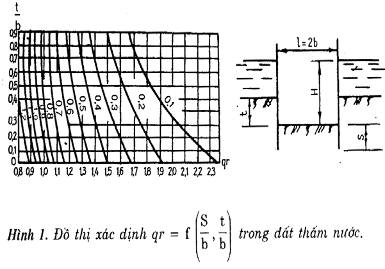 t
b
l=2b
0,9
0,8
0,7
0,6
0,5
0,4
0,3
0,2
0,1
0
0,8 0,9 1,0 1,1 1,2 1,3 1,4 1,5 1,6 1,7 1,8 1,9 2,0 2,1 2,2 2,3 qr
0,8 0,7 0,6 0,5 0,4 0,3 0,2 0,1
H
t
S
Hình 1. Đồ thị xác định qr = f (S/b, t/b) trong đất thấm nước.